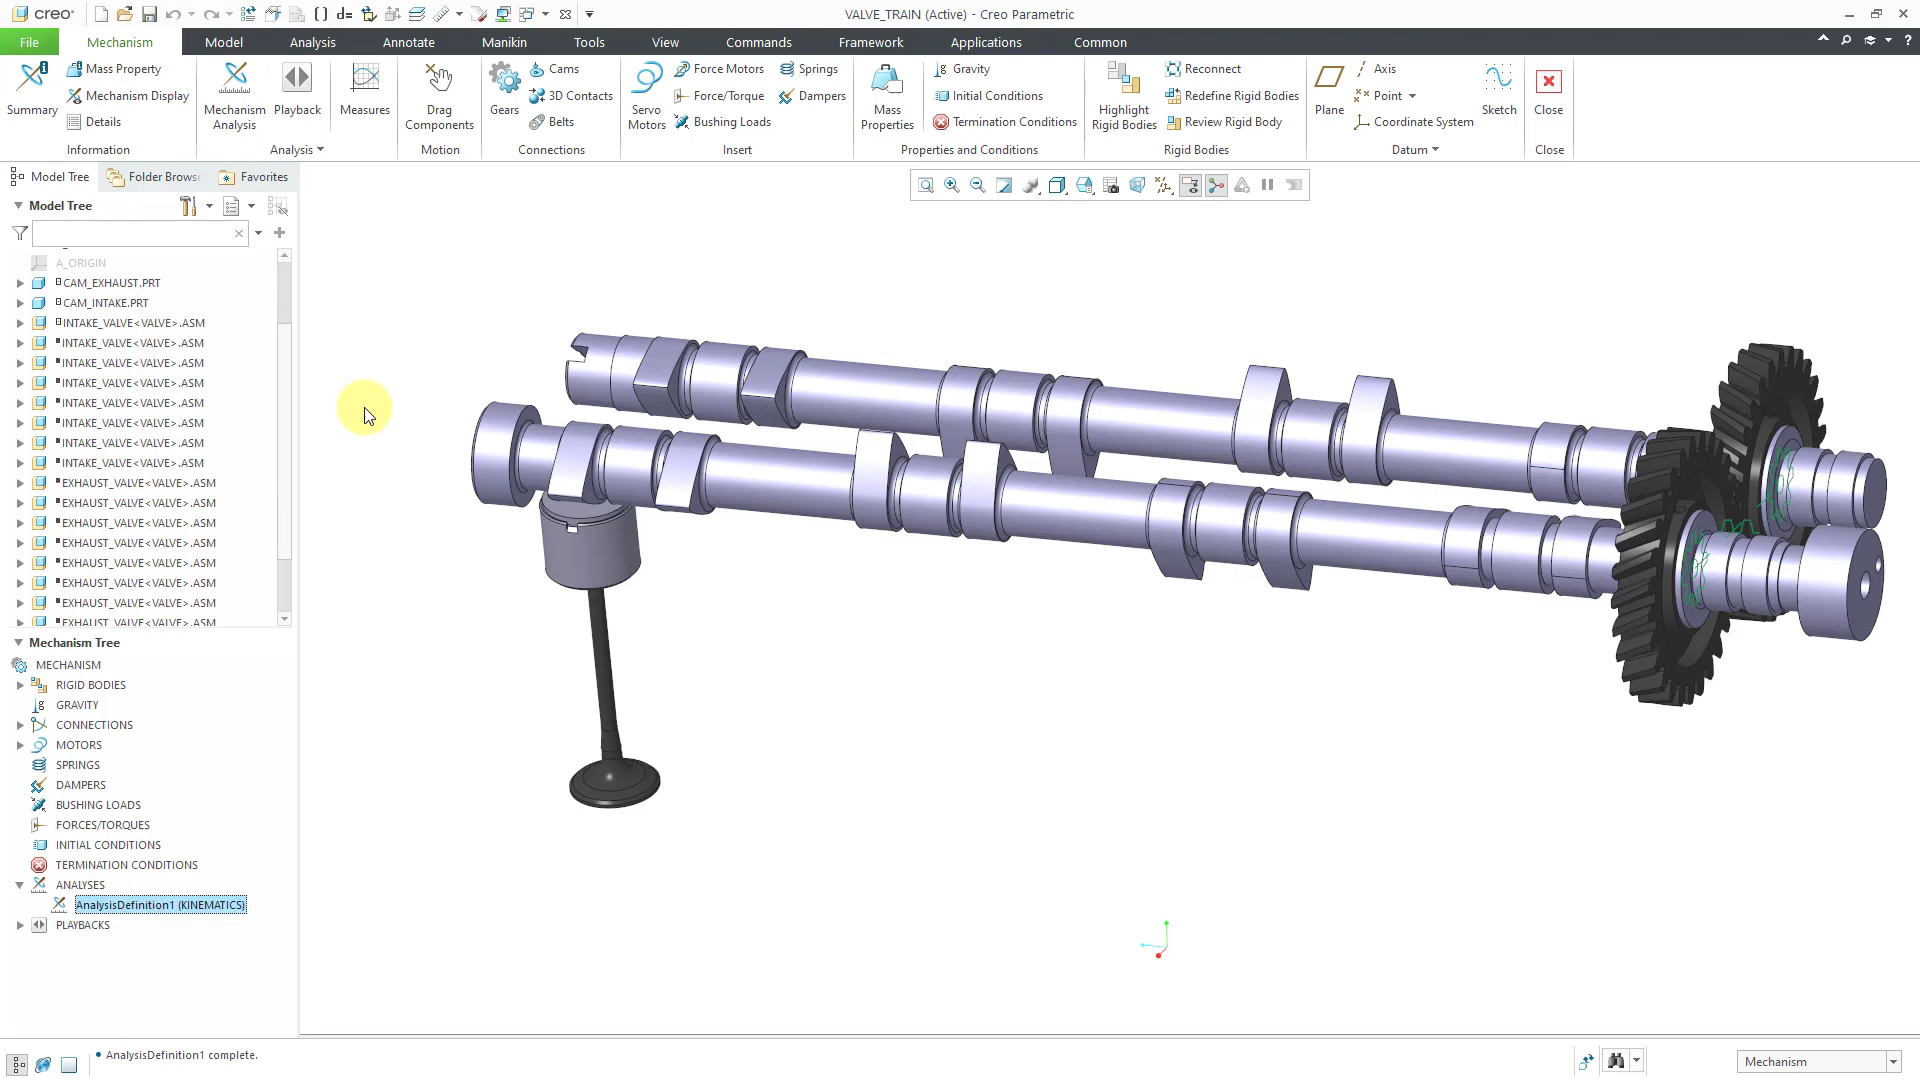 creo
VALVE_TRAIN (Active) - Creo Parametric
File
Mechanism
Model
Analysis
Annotate
Manikin
Tools
View
Commands
Framework
Applications
Common
Summary
Mass Property
Mechanism Display
Details
Information
Mechanism Analysis
Playback
Measures
Analysis
Drag Components
Motion
Gears
Cams
3D Contacts
Belts
Connections
Servo Motors
Force Motors
Force/Torque
Bushing Loads
Springs
Dampers
Insert
Mass Properties
Gravity
Initial Conditions
Termination Conditions
Properties and Conditions
Highlight Rigid Bodies
Reconnect
Redefine Rigid Bodies
Review Rigid Body
Rigid Bodies
Plane
Axis
Point
Coordinate System
Sketch
Datum
Close
Close
Model Tree
Folder Brows
Favorites
Model Tree
A_ORIGIN
CAM_EXHAUST.PRT
CAM_INTAKE.PRT
INTAKE_VALVE<VALVE>.ASM
INTAKE_VALVE<VALVE>.ASM
INTAKE_VALVE<VALVE>.ASM
INTAKE_VALVE<VALVE>.ASM
INTAKE_VALVE<VALVE>.ASM
INTAKE_VALVE<VALVE>.ASM
INTAKE_VALVE<VALVE>.ASM
INTAKE_VALVE<VALVE>.ASM
EXHAUST_VALVE<VALVE>.ASM
EXHAUST_VALVE<VALVE>.ASM
EXHAUST_VALVE<VALVE>.ASM
EXHAUST_VALVE<VALVE>.ASM
EXHAUST_VALVE<VALVE>.ASM
EXHAUST_VALVE<VALVE>.ASM
EXHAUST_VALVE<VALVE>.ASM
EXHAUST_VALVE<VALVE>.ASM
Mechanism Tree
MECHANISM
RIGID BODIES
GRAVITY
CONNECTIONS
MOTORS
SPRINGS
DAMPERS
BUSHING LOADS
FORCES/TORQUES
INITIAL CONDITIONS
TERMINATION CONDITIONS
ANALYSES
AnalysisDefinition1 (KINEMATICS)
PLAYBACKS
• AnalysisDefinition1 complete.
Mechanism